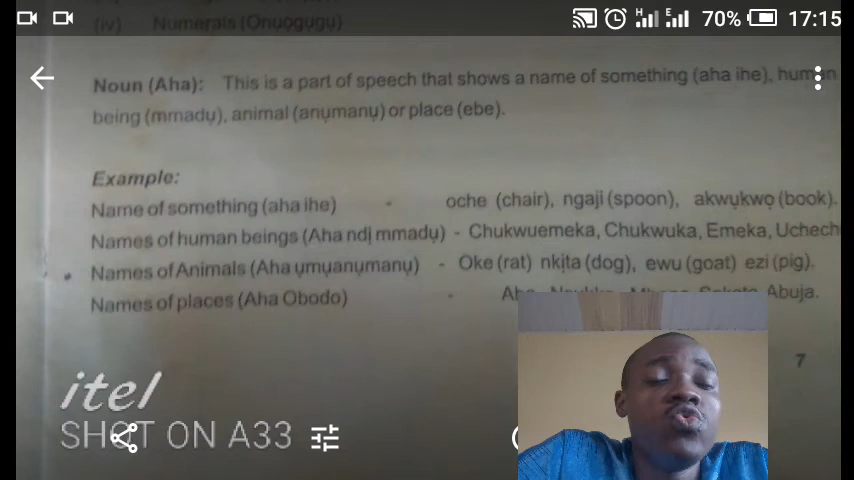 H E 70% 17:15
(iv) Numerals (Onụọgụgụ)
Noun (Aha): This is a part of speech that shows a name of something (aha ihe), human
being (mmadụ), animal (anụmanụ) or place (ebe).
Example:
Name of something (aha ihe) - oche (chair), ngaji (spoon), akwụkwọ (book).
Names of human beings (Aha ndị mmadụ) - Chukwuemeka, Chukwuka, Emeka, Uchech
Names of Animals (Aha ụmụanụmanụ) - Oke (rat) nkịta (dog), ewu (goat) ezi (pig).
Names of places (Aha Obodo) - Abuja.
7
itel
SHOT ON A33